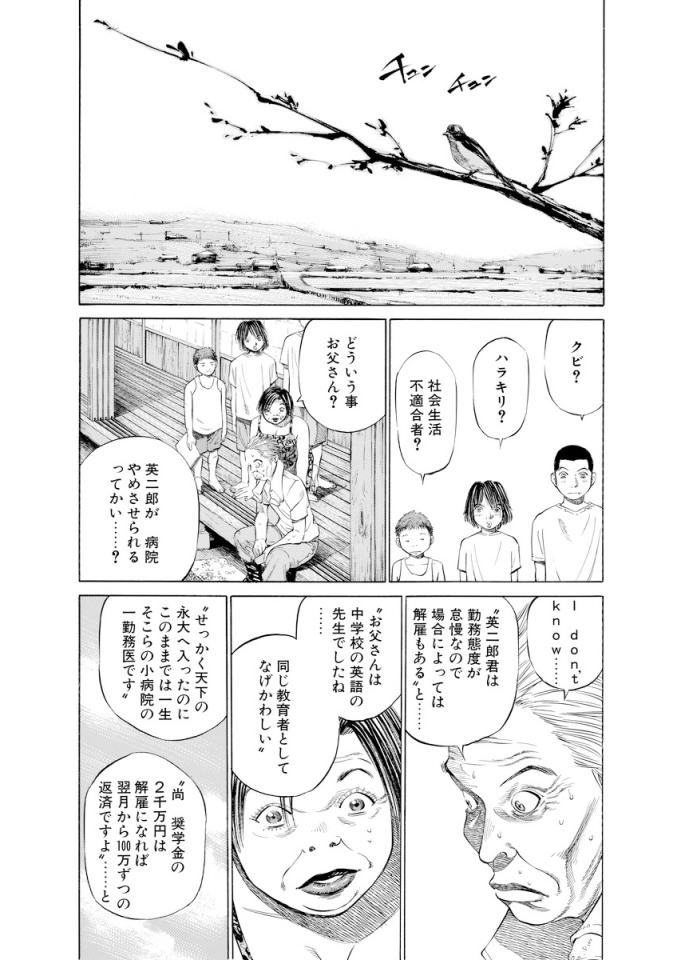 チュン
チュン
クビ?
ハラキリ?
社会生活
不適合者?
どういう事
お父さん?
英二郎が 病院
やめさせられる
ってかい……?
I don't
know……
〝英二郎君は
勤務態度が
怠慢なので
場合によっては
解雇もある〟と……
〝お父さんは
中学校の英語の
先生でしたね
……
同じ教育者として
なげかわしい〟
〝せっかく天下の
永大へ入ったのに
このままでは一生
そこらの小病院の
一勤務医です〟
〝尚 奨学金の
2千万円は
解雇になれば
翌月から100万ずつの
返済ですよ〟……と